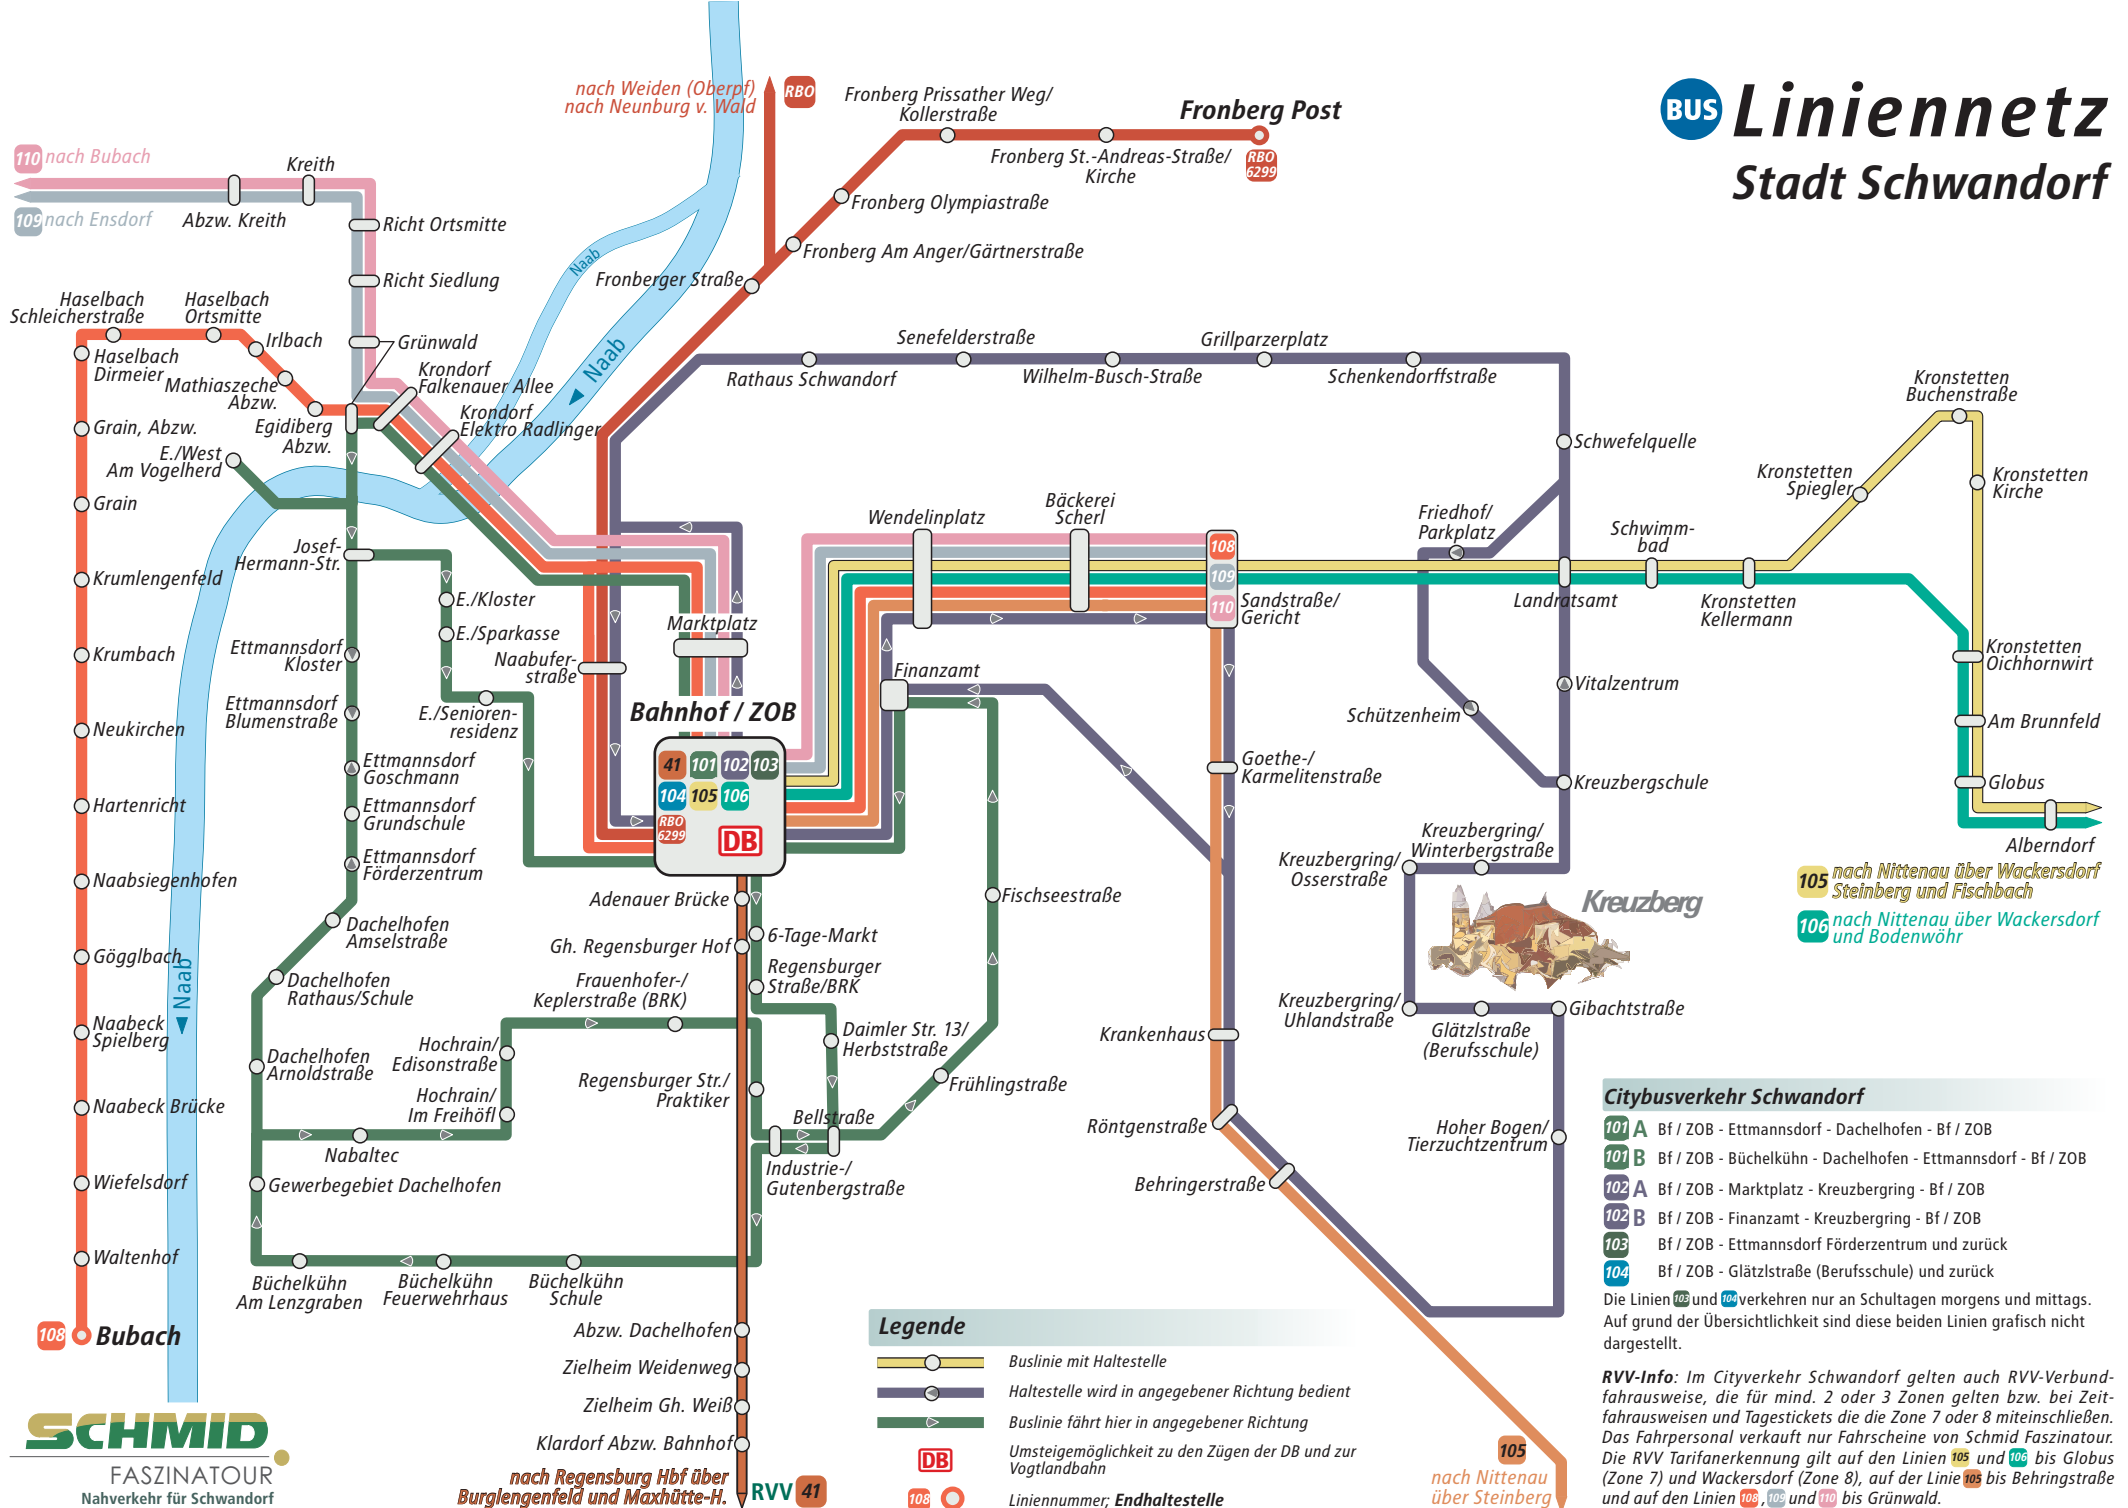 BUS Liniennetz
Stadt Schwandorf
nach Weiden (Oberpf)
nach Neunburg v. Wald
RBO
Fronberg Prissather Weg/
Kollerstraße
Fronberg Post
RBO
6299
Fronberg St.-Andreas-Straße/
Kirche
Fronberg Olympiastraße
Fronberg Am Anger/Gärtnerstraße
Fronberger Straße
110 nach Bubach
109 nach Ensdorf
Kreith
Abzw. Kreith
Richt Ortsmitte
Richt Siedlung
Grünwald
Krondorf
Falkenauer Allee
Krondorf
Elektro Radlinger
Naab
Naab
Haselbach
Schleicherstraße
Haselbach
Ortsmitte
Irlbach
Haselbach
Dirmeier
Mathiaszeche
Abzw.
Egidiberg
Abzw.
Grain, Abzw.
E./West
Am Vogelherd
Grain
Krumlengenfeld
Krumbach
Neukirchen
Hartenricht
Naabsiegenhofen
Gögglbach
Naab
Naabeck
Spielberg
Naabeck Brücke
Wiefelsdorf
Waltenhof
108 Bubach
Josef-
Hermann-Str.
E./Kloster
E./Sparkasse
E./Senioren-
residenz
Ettmannsdorf
Kloster
Ettmannsdorf
Blumenstraße
Ettmannsdorf
Goschmann
Ettmannsdorf
Grundschule
Ettmannsdorf
Förderzentrum
Dachelhofen
Amselstraße
Dachelhofen
Rathaus/Schule
Dachelhofen
Arnoldstraße
Nabaltec
Gewerbegebiet Dachelhofen
Büchelkühn
Am Lenzgraben
Büchelkühn
Feuerwehrhaus
Büchelkühn
Schule
Hochrain/
Edisonstraße
Hochrain/
Im Freihöfl
Frauenhofer-/
Keplerstraße (BRK)
Naabufer-
straße
Marktplatz
Bahnhof / ZOB
41 101 102 103
104 105 106
RBO
6299
DB
Adenauer Brücke
Gh. Regensburger Hof
6-Tage-Markt
Regensburger
Straße/BRK
Daimler Str. 13/
Herbststraße
Regensburger Str./
Praktiker
Bellstraße
Industrie-/
Gutenbergstraße
Frühlingstraße
Fischseestraße
Finanzamt
Abzw. Dachelhofen
Zielheim Weidenweg
Zielheim Gh. Weiß
Klardorf Abzw. Bahnhof
nach Regensburg Hbf über
Burglengenfeld und Maxhütte-H.
RVV 41
Rathaus Schwandorf
Senefelderstraße
Wilhelm-Busch-Straße
Grillparzerplatz
Schenkendorffstraße
Schwefelquelle
Friedhof/
Parkplatz
Wendelinplatz
Bäckerei
Scherl
108
109
110
Sandstraße/
Gericht
Landratsamt
Schwimm-
bad
Kronstetten
Kellermann
Kronstetten
Spiegler
Kronstetten
Buchenstraße
Kronstetten
Kirche
Kronstetten
Oichhornwirt
Am Brunnfeld
Globus
Alberndorf
105 nach Nittenau über Wackersdorf
Steinberg und Fischbach
106 nach Nittenau über Wackersdorf
und Bodenwöhr
Vitalzentrum
Schützenheim
Kreuzbergschule
Goethe-/
Karmelitenstraße
Kreuzbergring/
Winterbergstraße
Kreuzbergring/
Osserstraße
Kreuzberg
Kreuzbergring/
Uhlandstraße
Glätzlstraße
(Berufsschule)
Gibachtstraße
Krankenhaus
Röntgenstraße
Behringerstraße
Hoher Bogen/
Tierzuchtzentrum
105
nach Nittenau
über Steinberg
Citybusverkehr Schwandorf
101 A Bf / ZOB - Ettmannsdorf - Dachelhofen - Bf / ZOB
101 B Bf / ZOB - Büchelkühn - Dachelhofen - Ettmannsdorf - Bf / ZOB
102 A Bf / ZOB - Marktplatz - Kreuzbergring - Bf / ZOB
102 B Bf / ZOB - Finanzamt - Kreuzbergring - Bf / ZOB
103 Bf / ZOB - Ettmannsdorf Förderzentrum und zurück
104 Bf / ZOB - Glätzlstraße (Berufsschule) und zurück
Die Linien 103 und 104 verkehren nur an Schultagen morgens und mittags.
Auf grund der Übersichtlichkeit sind diese beiden Linien grafisch nicht
dargestellt.
RVV-Info: Im Cityverkehr Schwandorf gelten auch RVV-Verbund-
fahrausweise, die für mind. 2 oder 3 Zonen gelten bzw. bei Zeit-
fahrausweisen und Tagestickets die die Zone 7 oder 8 miteinschließen.
Das Fahrpersonal verkauft nur Fahrscheine von Schmid Faszinatour.
Die RVV Tarifanerkennung gilt auf den Linien 105 und 106 bis Globus
(Zone 7) und Wackersdorf (Zone 8), auf der Linie 105 bis Behringstraße
und auf den Linien 108, 109 und 110 bis Grünwald.
Legende
Buslinie mit Haltestelle
Haltestelle wird in angegebener Richtung bedient
Buslinie fährt hier in angegebener Richtung
DB Umsteigemöglichkeit zu den Zügen der DB und zur
Vogtlandbahn
108 Liniennummer; Endhaltestelle
SCHMID
FASZINATOUR
Nahverkehr für Schwandorf